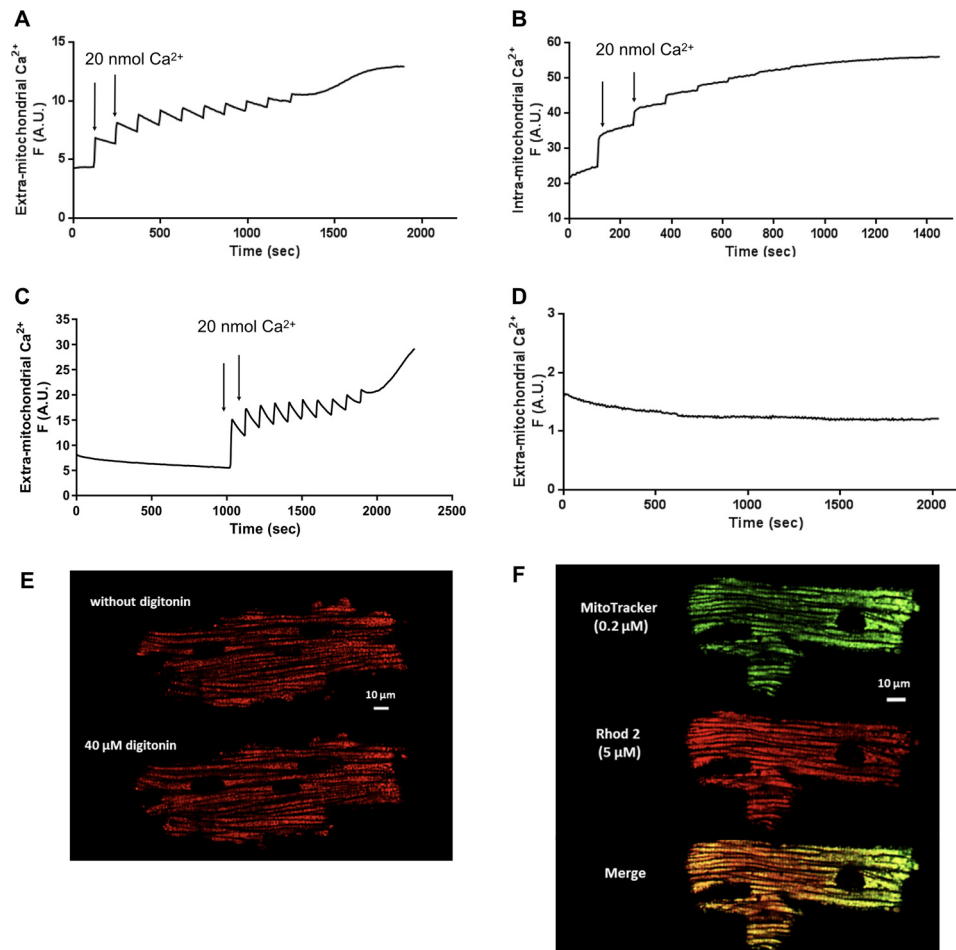 A
20 nmol Ca²⁺
Extra-mitochondrial Ca²⁺
F (A.U.)
15
10
5
0
0
500
1000
1500
2000
Time (sec)
B
20 nmol Ca²⁺
Intra-mitochondrial Ca²⁺
F (A.U.)
60
50
40
30
20
10
0
200
400
600
800
1000
1200
1400
Time (sec)
C
20 nmol Ca²⁺
Extra-mitochondrial Ca²⁺
F (A.U.)
35
30
25
20
15
10
5
0
0
500
1000
1500
2000
2500
Time (sec)
D
Extra-mitochondrial Ca²⁺
F (A.U.)
3
2
1
0
0
500
1000
1500
2000
Time (sec)
E
without digitonin
10 µm
40 µM digitonin
F
MitoTracker
(0.2 µM)
10 µm
Rhod 2
(5 µM)
Merge